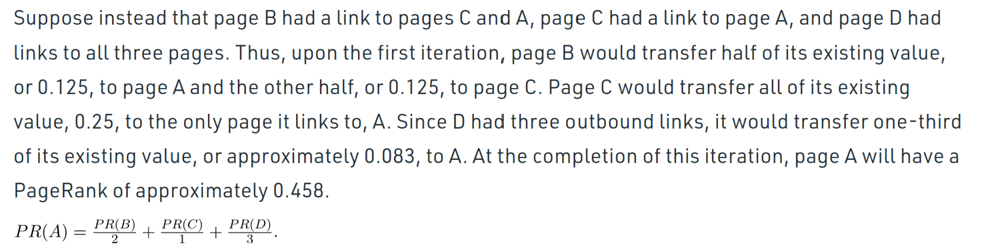 Suppose instead that page B had a link to pages C and A, page C had a link to page A, and page D had
links to all three pages. Thus, upon the first iteration, page B would transfer half of its existing value,
or 0.125, to page A and the other half, or 0.125, to page C. Page C would transfer all of its existing
value, 0.25, to the only page it links to, A. Since D had three outbound links, it would transfer one-third
of its existing value, or approximately 0.083, to A. At the completion of this iteration, page A will have a
PageRank of approximately 0.458.
PR(A) = PR(B)/2 + PR(C)/1 + PR(D)/3.